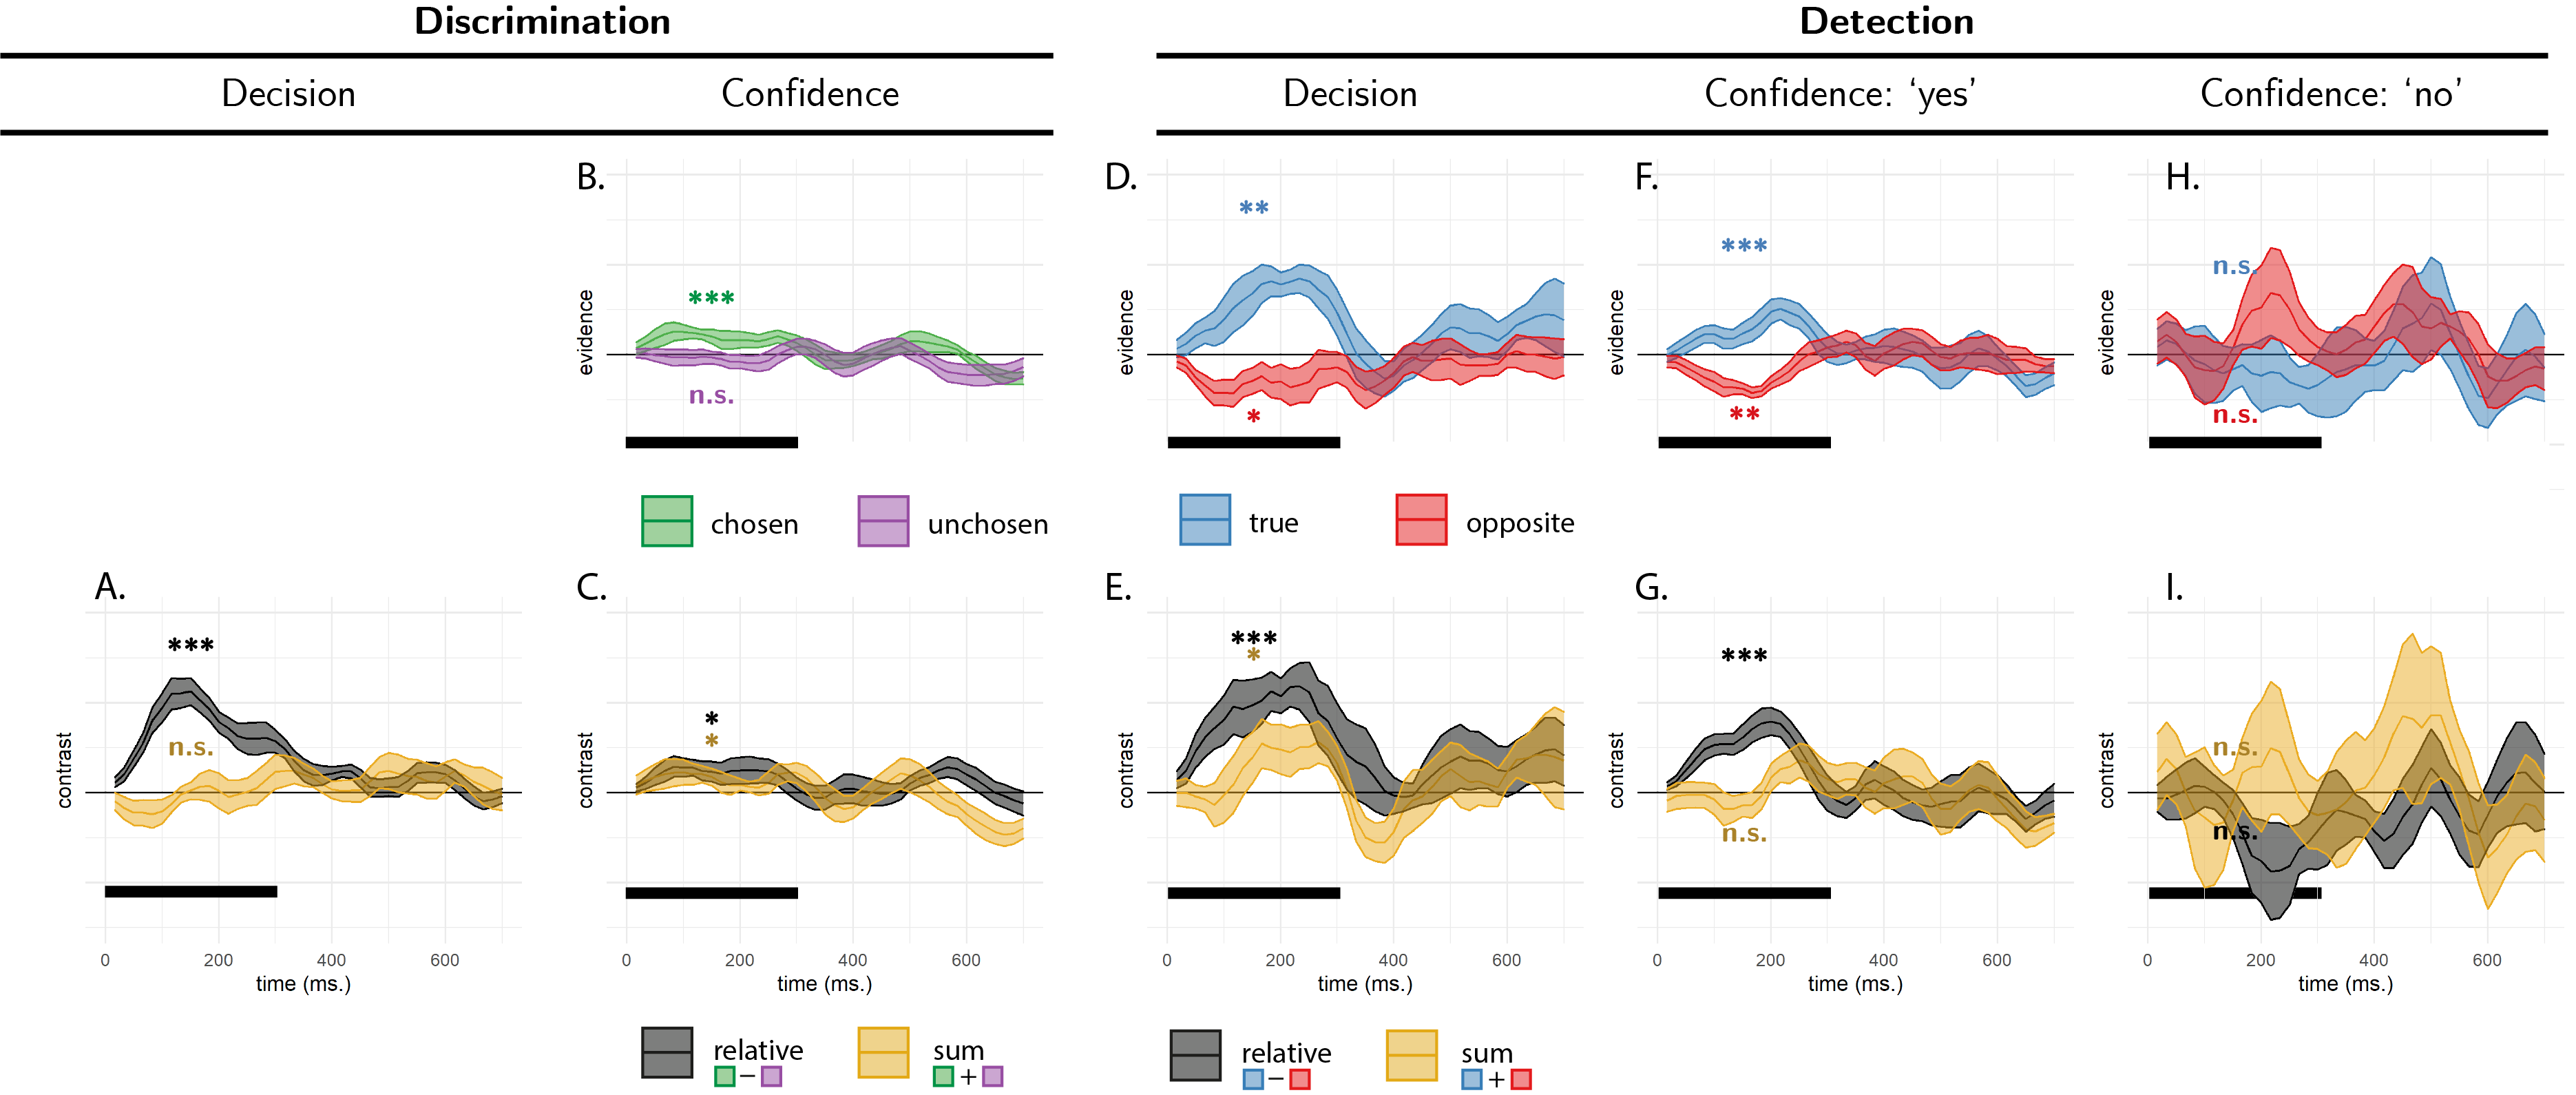 Discrimination
Detection
Decision
Confidence
Decision
Confidence: ‘yes’
Confidence: ‘no’
B.
D.
F.
H.
evidence
***
n.s.
evidence
**
*
evidence
***
**
evidence
n.s.
n.s.
chosen
unchosen
true
opposite
A.
C.
E.
G.
I.
contrast
***
n.s.
contrast
*
*
contrast
***
*
contrast
***
n.s.
contrast
n.s.
n.s.
0 200 400 600
0 200 400 600
0 200 400 600
0 200 400 600
0 200 400 600
time (ms.)
time (ms.)
time (ms.)
time (ms.)
time (ms.)
relative
−
sum
+
relative
−
sum
+